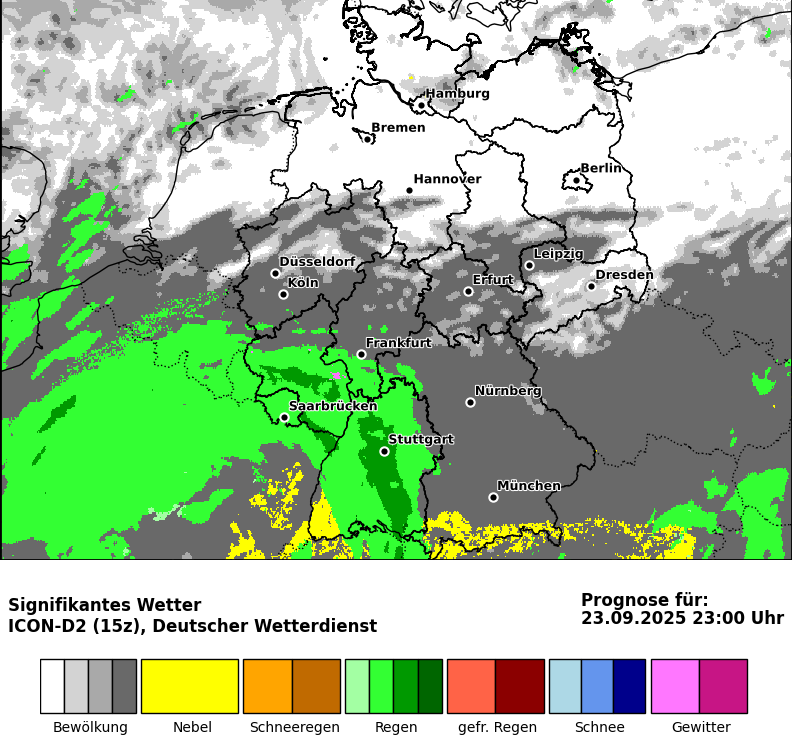 Hamburg
Bremen
Berlin
Hannover
Leipzig
Düsseldorf
Dresden
Erfurt
Köln
Frankfurt
Nürnberg
Saarbrücken
Stuttgart
München
Signifikantes Wetter
ICON-D2 (15z), Deutscher Wetterdienst
Prognose für:
23.09.2025 23:00 Uhr
Bewölkung Nebel Schneeregen Regen gefr. Regen Schnee Gewitter